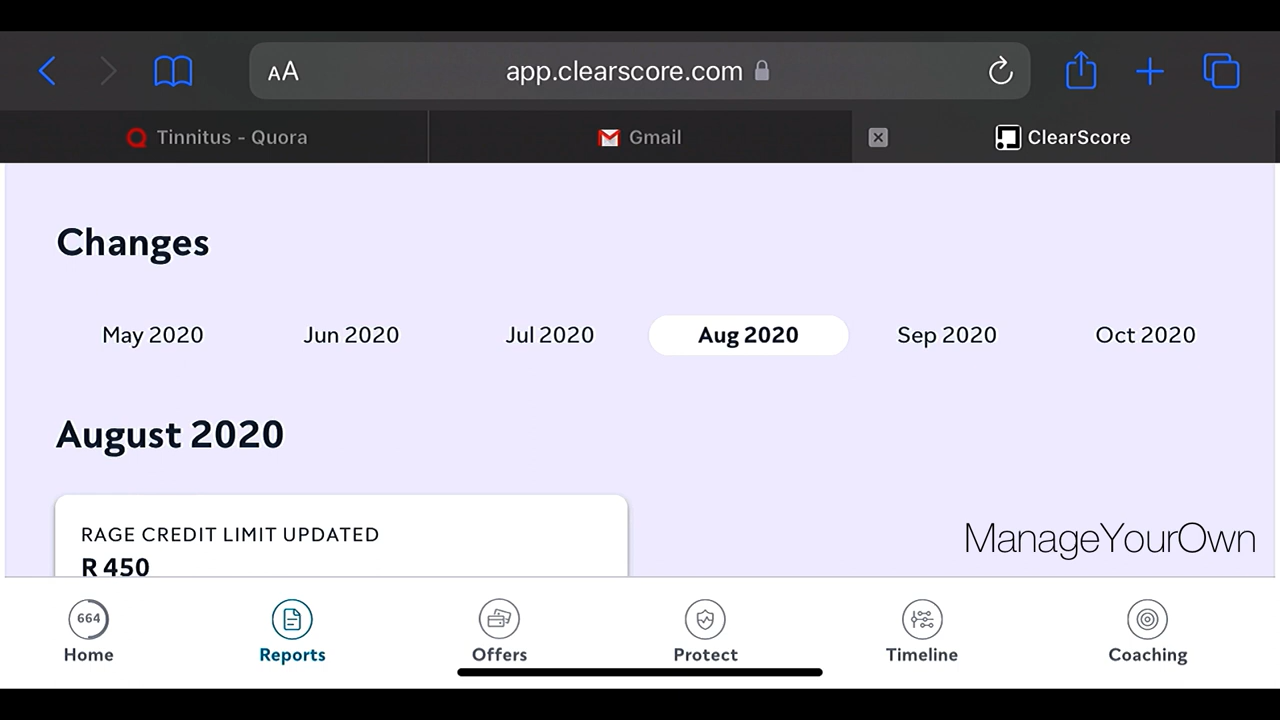 AA app.clearscore.com
Tinnitus - Quora Gmail ClearScore
Changes
May 2020 Jun 2020 Jul 2020 Aug 2020 Sep 2020 Oct 2020
August 2020
RAGE CREDIT LIMIT UPDATED
R 450
ManageYourOwn
664
Home Reports Offers Protect Timeline Coaching